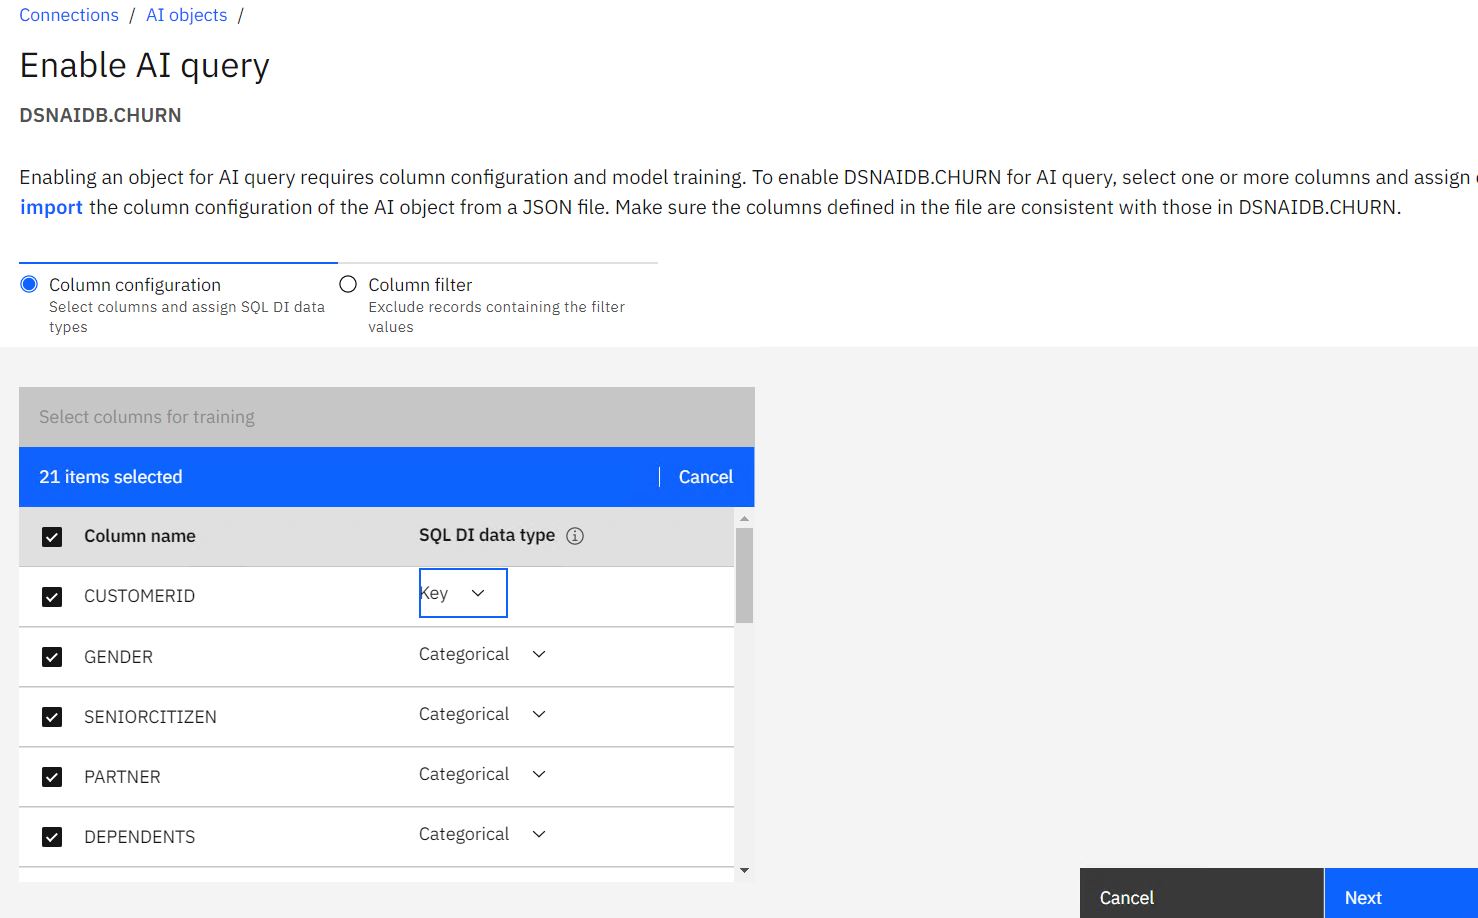 Connections / AI objects /
Enable AI query
DSNAIDB.CHURN
Enabling an object for AI query requires column configuration and model training. To enable DSNAIDB.CHURN for AI query, select one or more columns and assign
import the column configuration of the AI object from a JSON file. Make sure the columns defined in the file are consistent with those in DSNAIDB.CHURN.
Column configuration
Select columns and assign SQL DI data
types
Column filter
Exclude records containing the filter
values
Select columns for training
21 items selected
Cancel
Column name SQL DI data type
CUSTOMERID Key
GENDER Categorical
SENIORCITIZEN Categorical
PARTNER Categorical
DEPENDENTS Categorical
Cancel Next